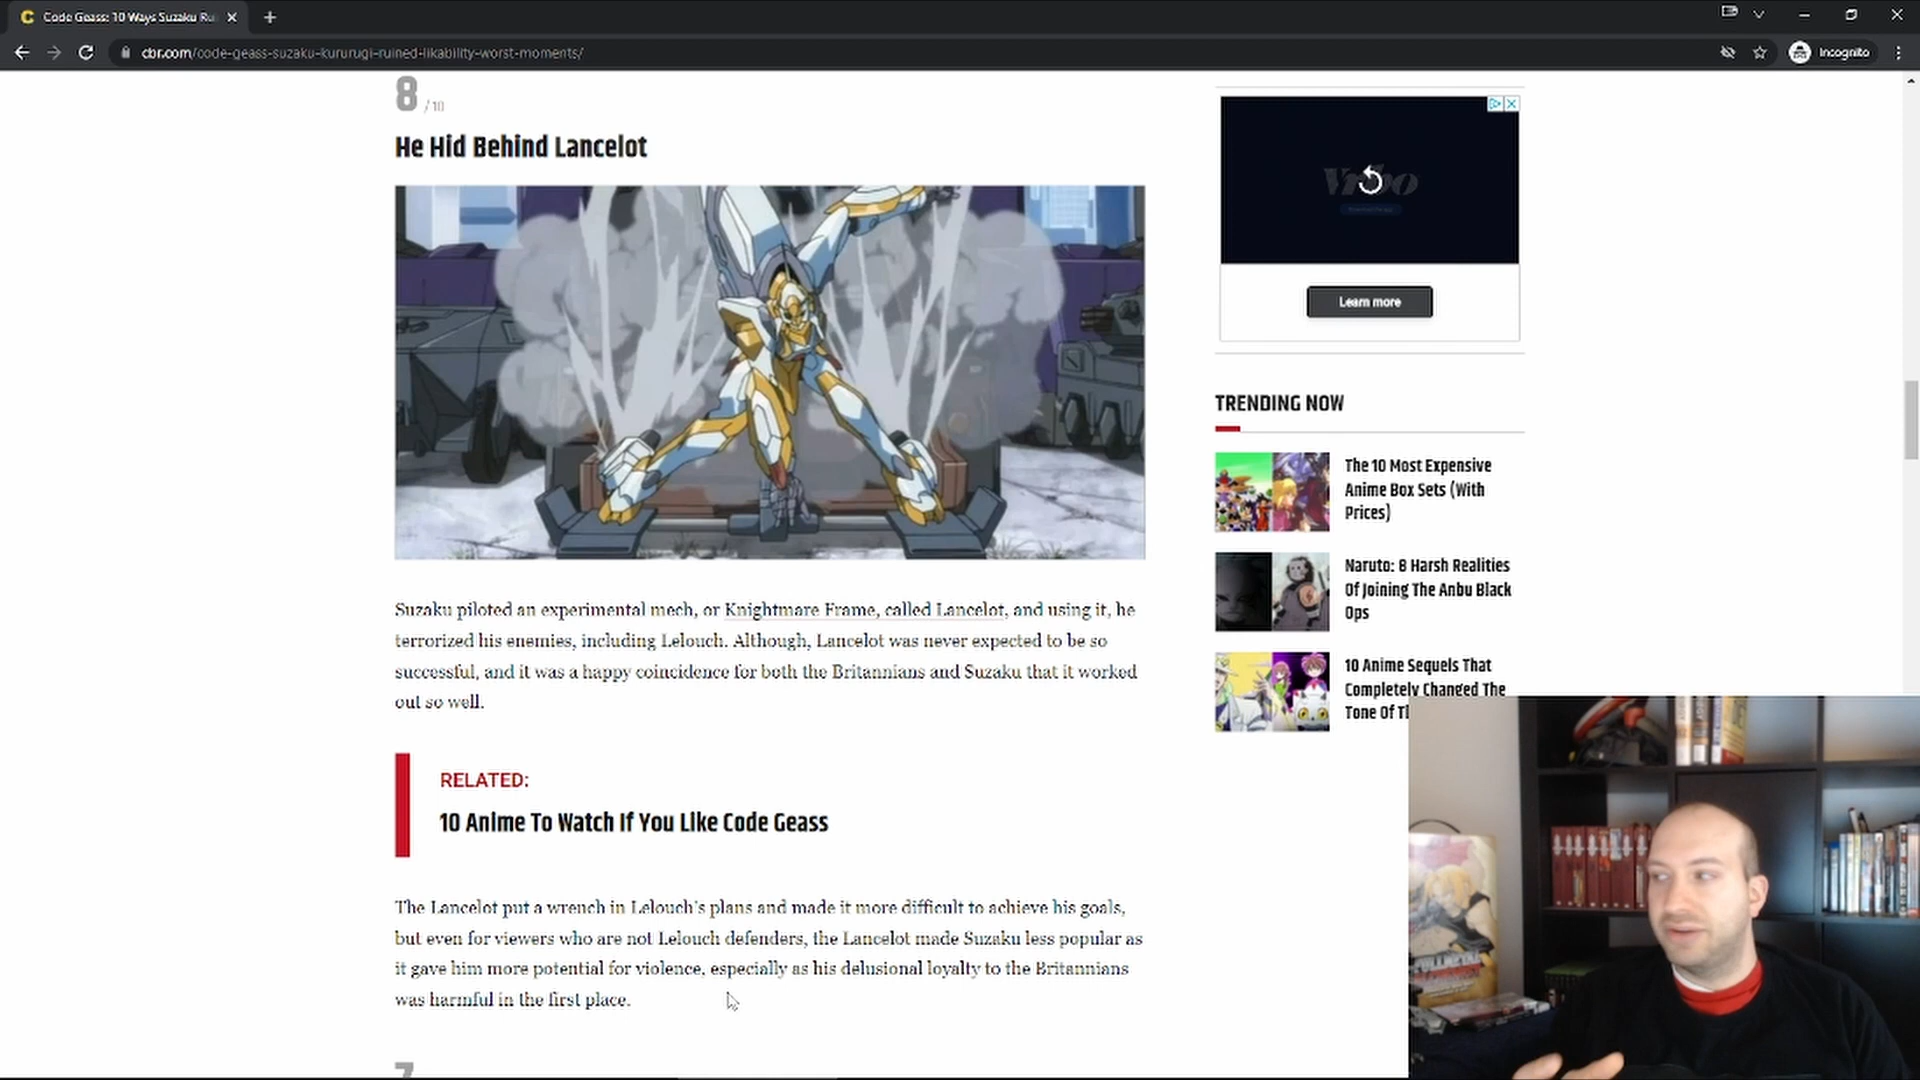 Code Geass: 10 Ways Suzaku Ru
cbr.com/code-geass-suzaku-kururugi-ruined-likability-worst-moments/
Incognito
8 / 10
He Hid Behind Lancelot
Suzaku piloted an experimental mech, or Knightmare Frame, called Lancelot, and using it, he
terrorized his enemies, including Lelouch. Although, Lancelot was never expected to be so
successful, and it was a happy coincidence for both the Britannians and Suzaku that it worked
out so well.
RELATED:
10 Anime To Watch If You Like Code Geass
The Lancelot put a wrench in Lelouch's plans and made it more difficult to achieve his goals,
but even for viewers who are not Lelouch defenders, the Lancelot made Suzaku less popular as
it gave him more potential for violence, especially as his delusional loyalty to the Britannians
was harmful in the first place.
7
Vrbo
Learn more
TRENDING NOW
The 10 Most Expensive
Anime Box Sets (With
Prices)
Naruto: 8 Harsh Realities
Of Joining The Anbu Black
Ops
10 Anime Sequels That
Completely Changed The
Tone Of